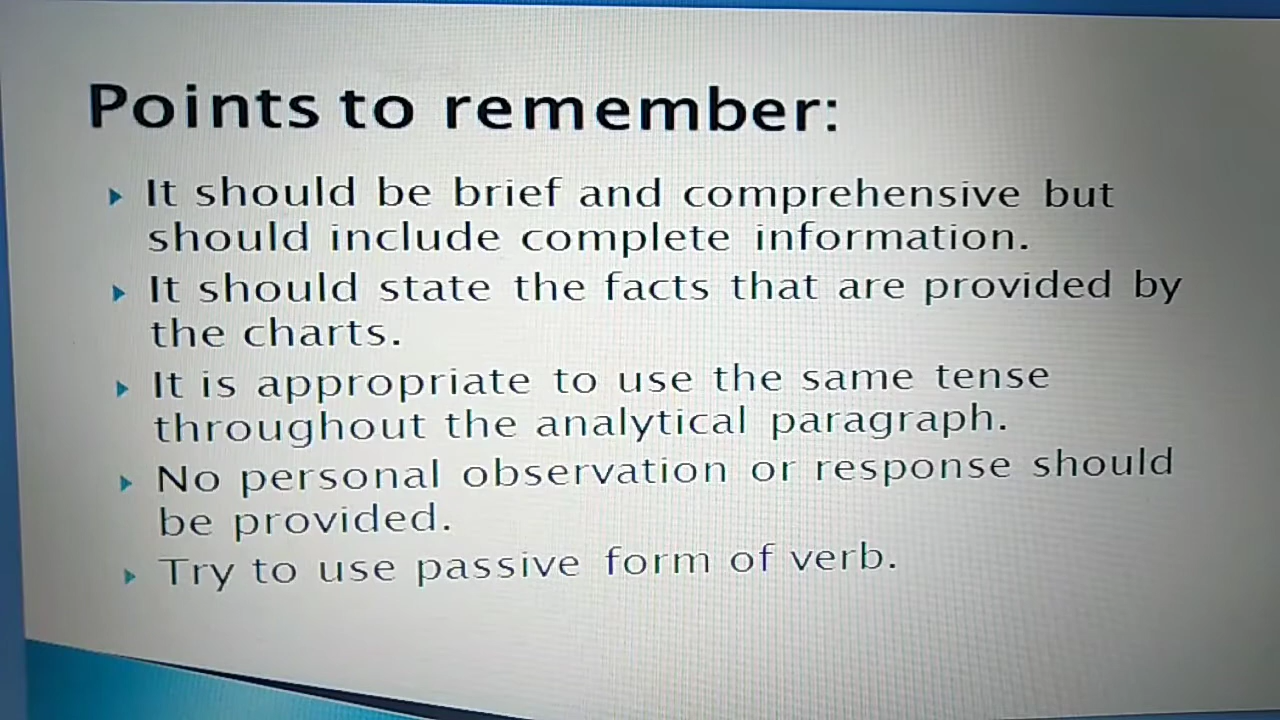 Points to remember:
It should be brief and comprehensive but
should include complete information.
It should state the facts that are provided by
the charts.
It is appropriate to use the same tense
throughout the analytical paragraph.
No personal observation or response should
be provided.
Try to use passive form of verb.